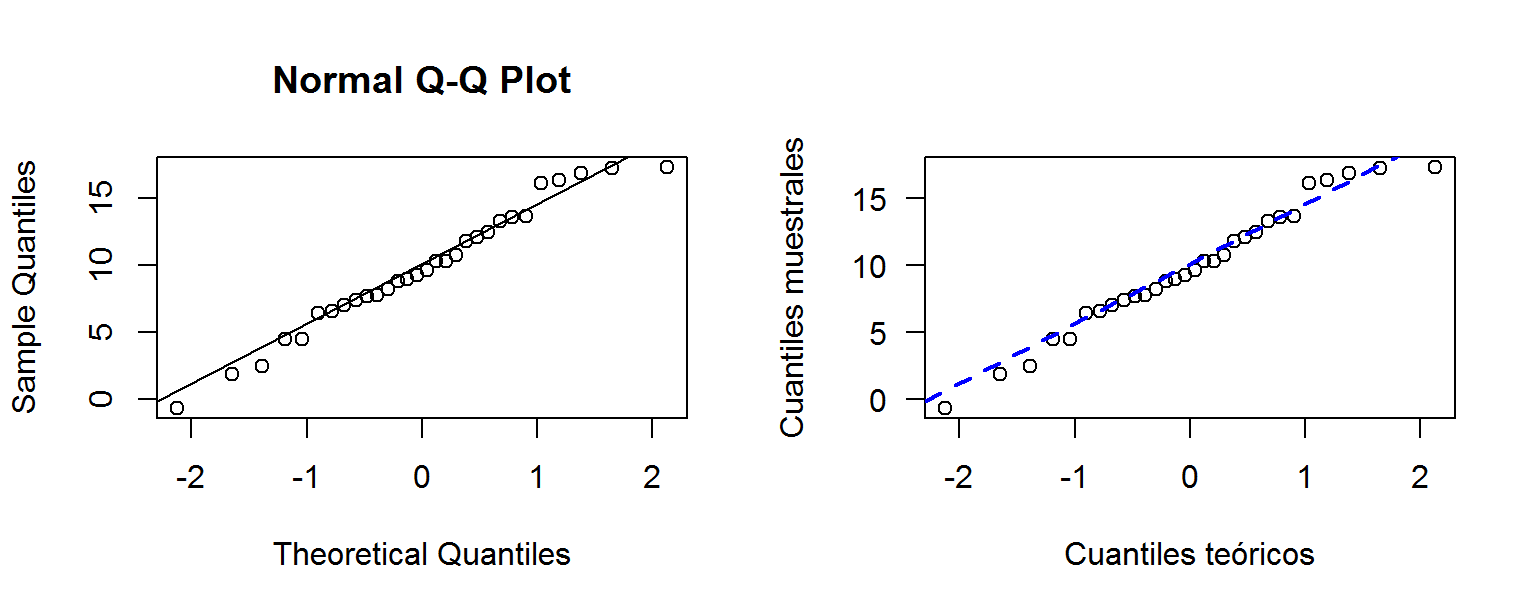 Normal Q-Q Plot
Sample Quantiles
15
10
5
0
-2 -1 0 1 2
Theoretical Quantiles
Cuantiles muestrales
15
10
5
0
-2 -1 0 1 2
Cuantiles teóricos